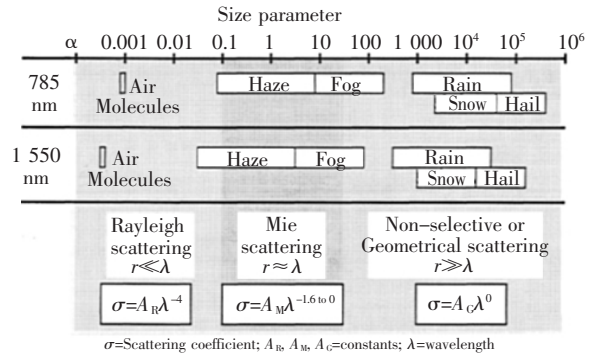 Size parameter
α 0.001 0.01 0.1 1 10 100 1 000 10⁴ 10⁵ 10⁶
785 nm
Air Molecules
Haze Fog
Rain
Snow Hail
1 550 nm
Air Molecules
Haze Fog
Rain
Snow Hail
Rayleigh scattering
r≪λ
Mie scattering
r≈λ
Non-selective or Geometrical scattering
r≫λ
σ=A_Rλ⁻⁴
σ=A_Mλ^{-1.6 to 0}
σ=A_Gλ⁰
σ=Scattering coefficient; A_R, A_M, A_G=constants; λ=wavelength